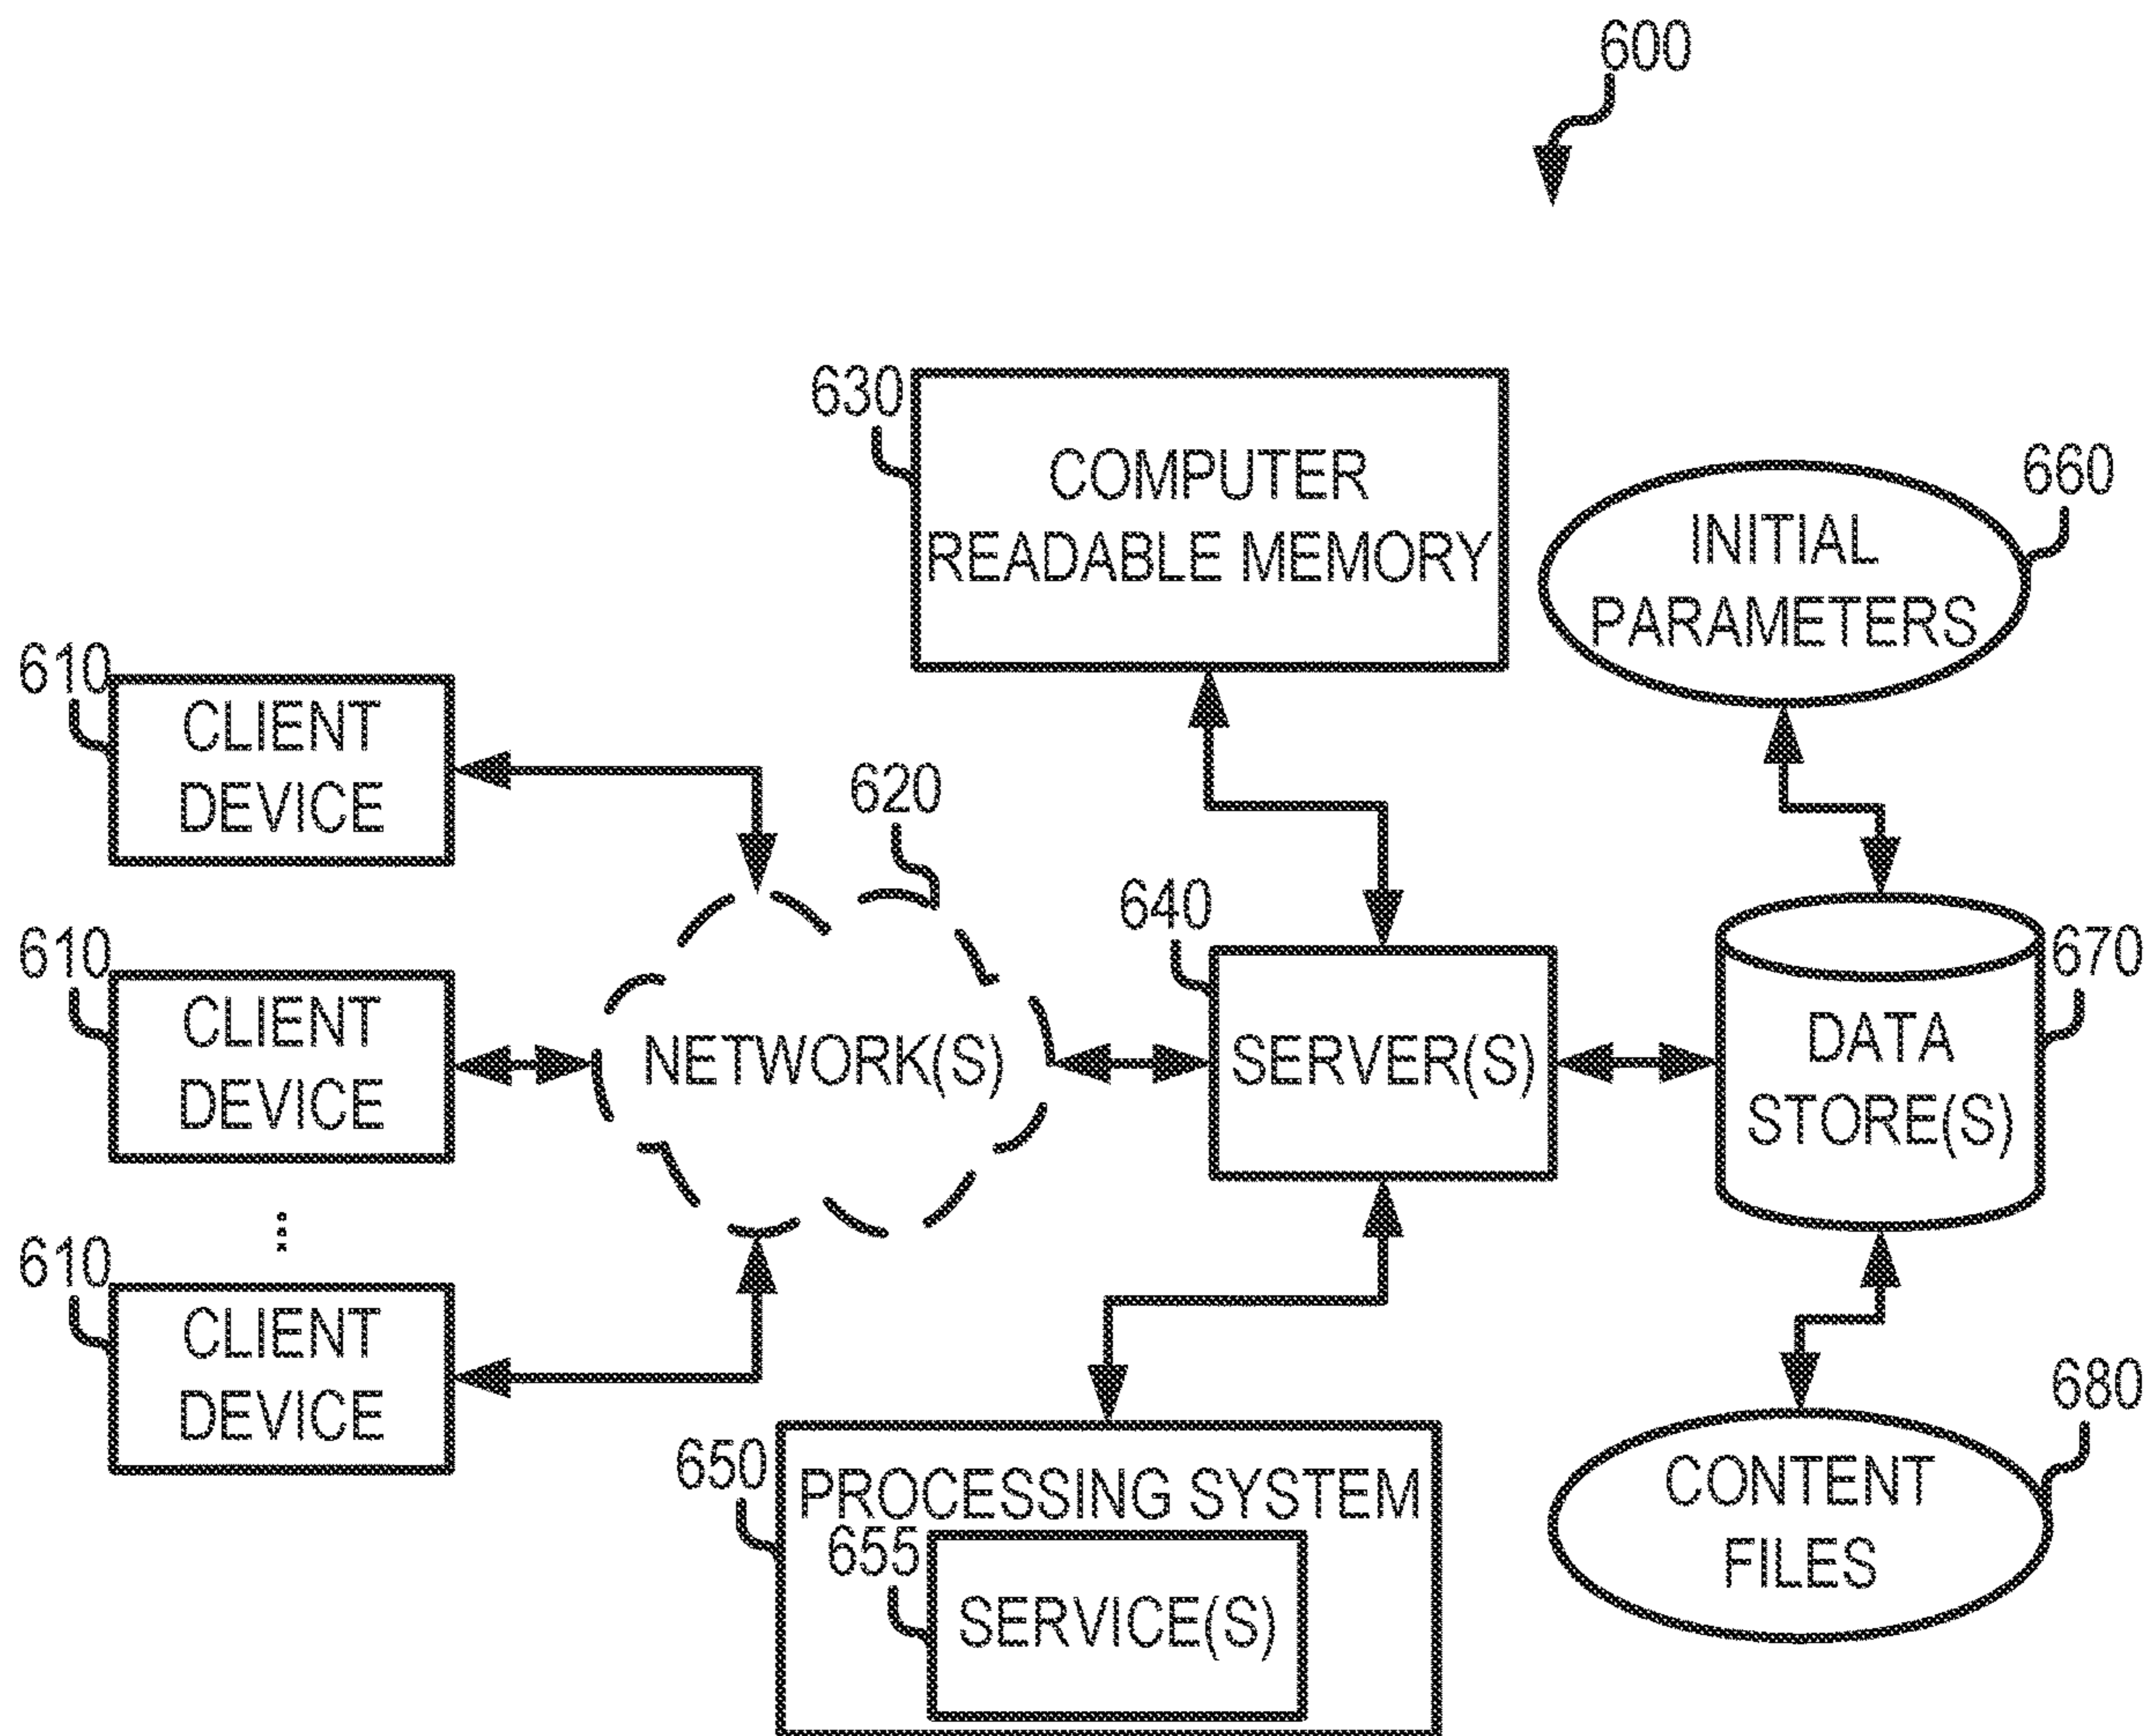 600
630
COMPUTER
READABLE MEMORY
660
INITIAL
PARAMETERS
610
CLIENT
DEVICE
620
610
CLIENT
DEVICE
NETWORK(S)
640
SERVER(S)
670
DATA
STORE(S)
610
CLIENT
DEVICE
650
PROCESSING SYSTEM
655
SERVICE(S)
680
CONTENT
FILES